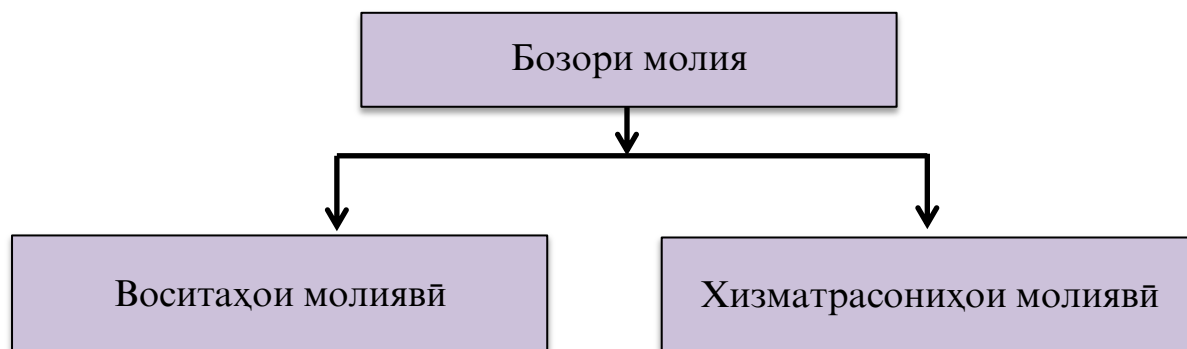 Бозори молия
Воситаҳои молиявӣ
Хизматрасониҳои молиявӣ